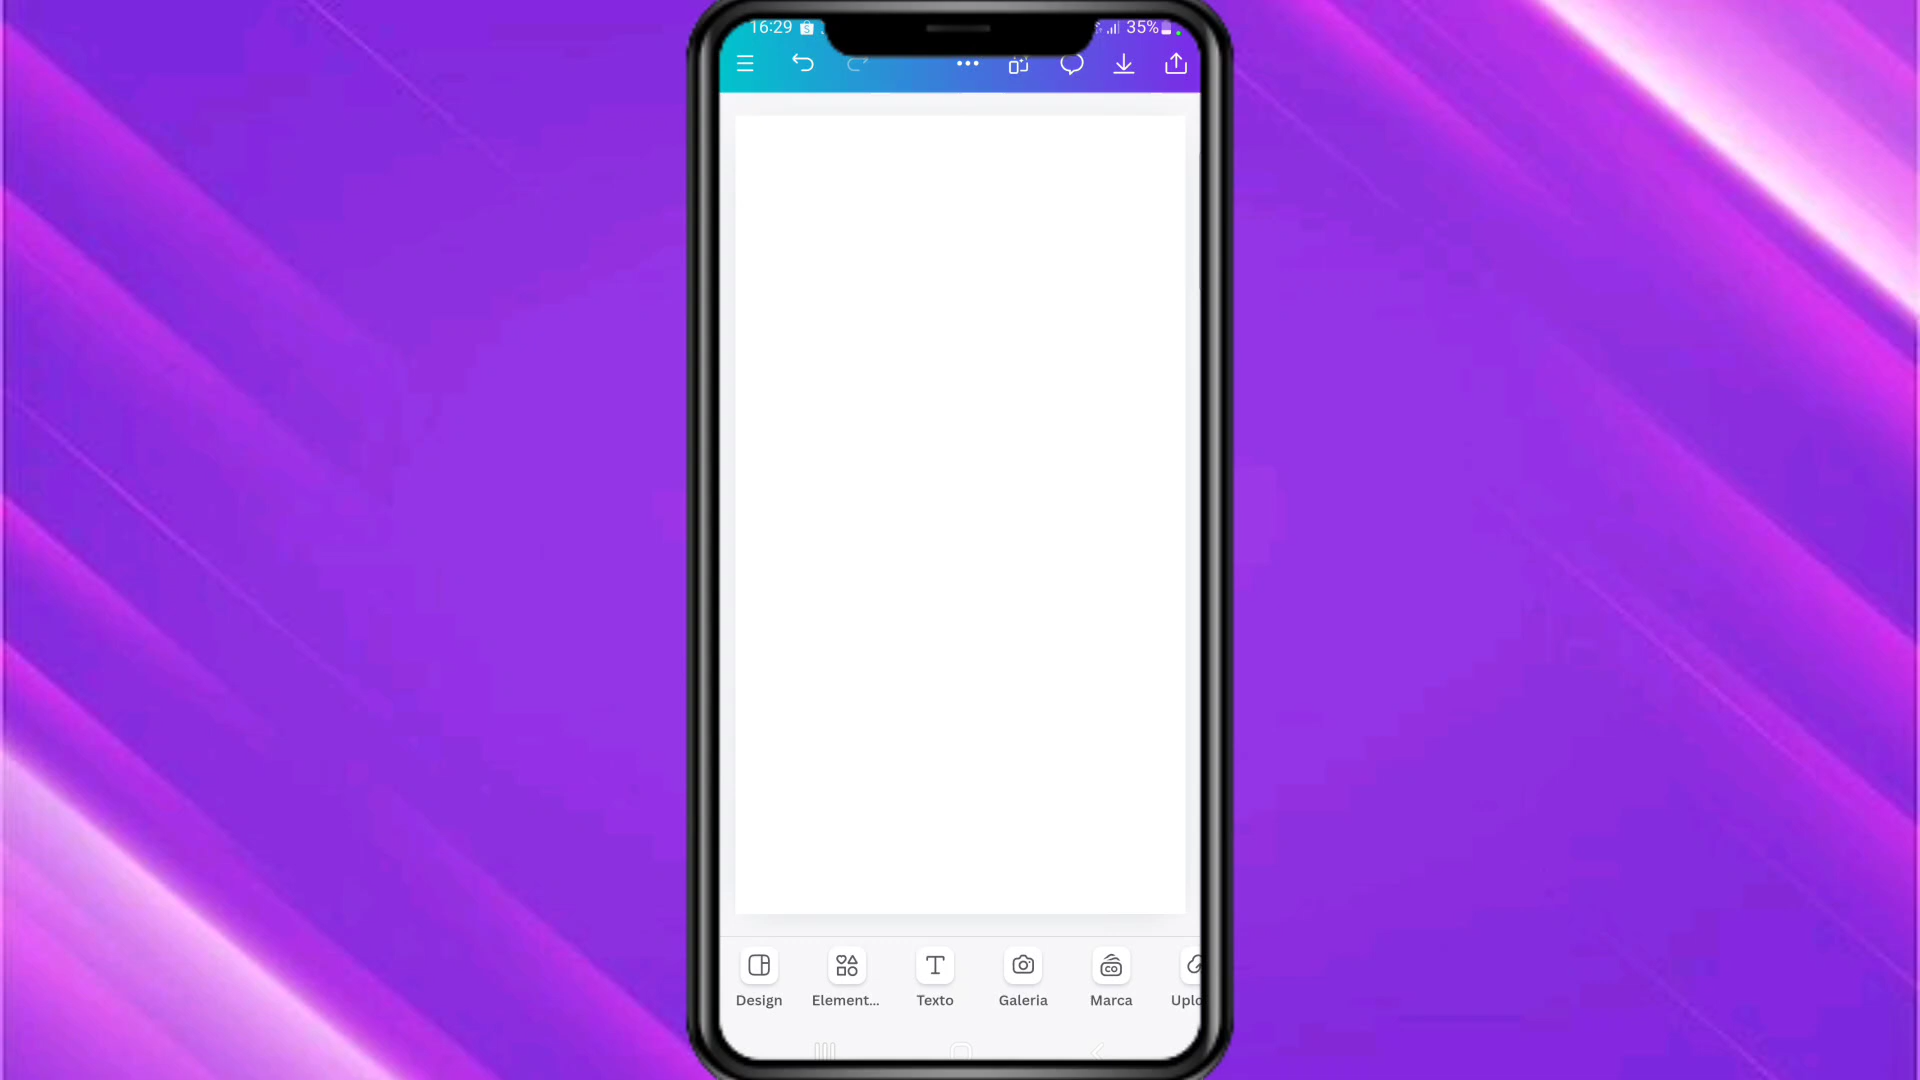 16:29
35%
Design
Element...
Texto
Galeria
Marca
Uplo